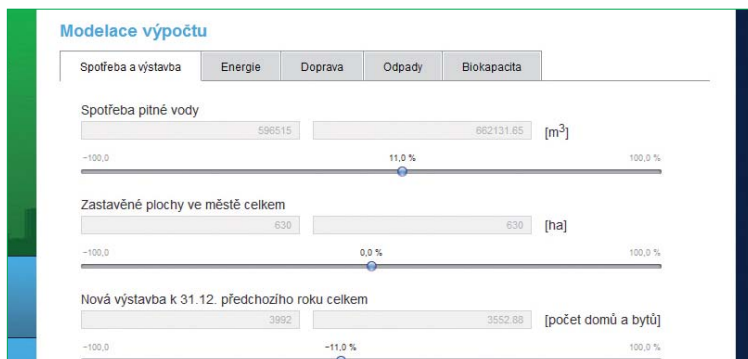 Modelace výpočtu
Spotřeba a výstavba Energie Doprava Odpady Biokapacita
Spotřeba pitné vody
596515 662131.65 [m³]
−100,0 11,0 % 100,0 %
Zastavěné plochy ve městě celkem
630 630 [ha]
−100,0 0,0 % 100,0 %
Nová výstavba k 31.12. předchozího roku celkem
3992 3552.88 [počet domů a bytů]
−100,0 −11,0 % 100,0 %